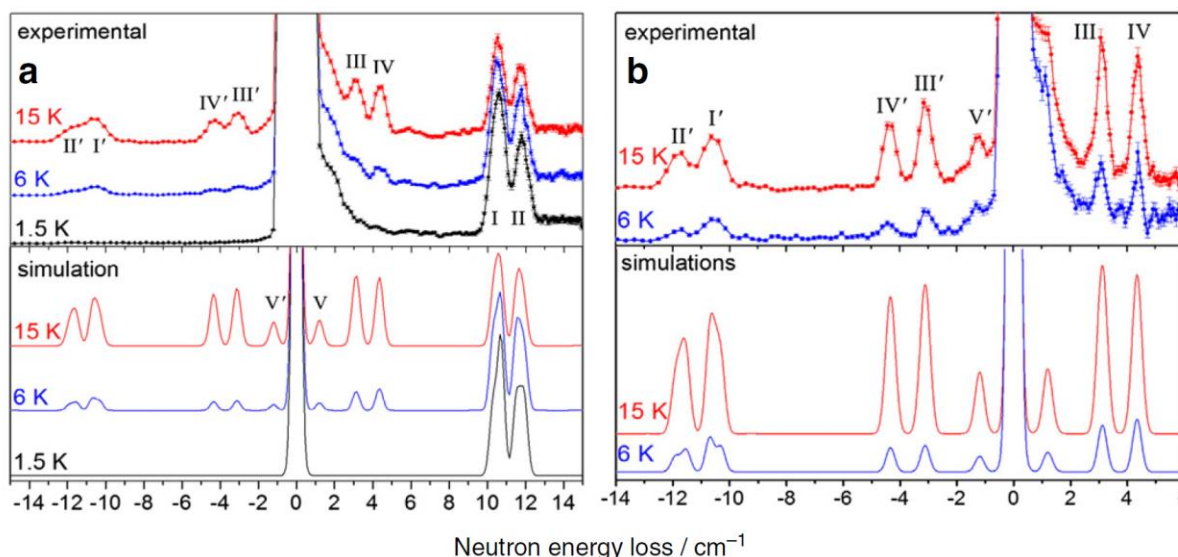 a
experimental
III IV
IV′ III′
15 K
II′ I′
6 K
I II
1.5 K
simulation
V′ V
15 K
6 K
1.5 K
-14 -12 -10 -8 -6 -4 -2 0 2 4 6 8 10 12 14
b
experimental
III IV
IV′ III′
I′
II′
V′
15 K
6 K
simulations
15 K
6 K
-14 -12 -10 -8 -6 -4 -2 0 2 4
Neutron energy loss / cm−1